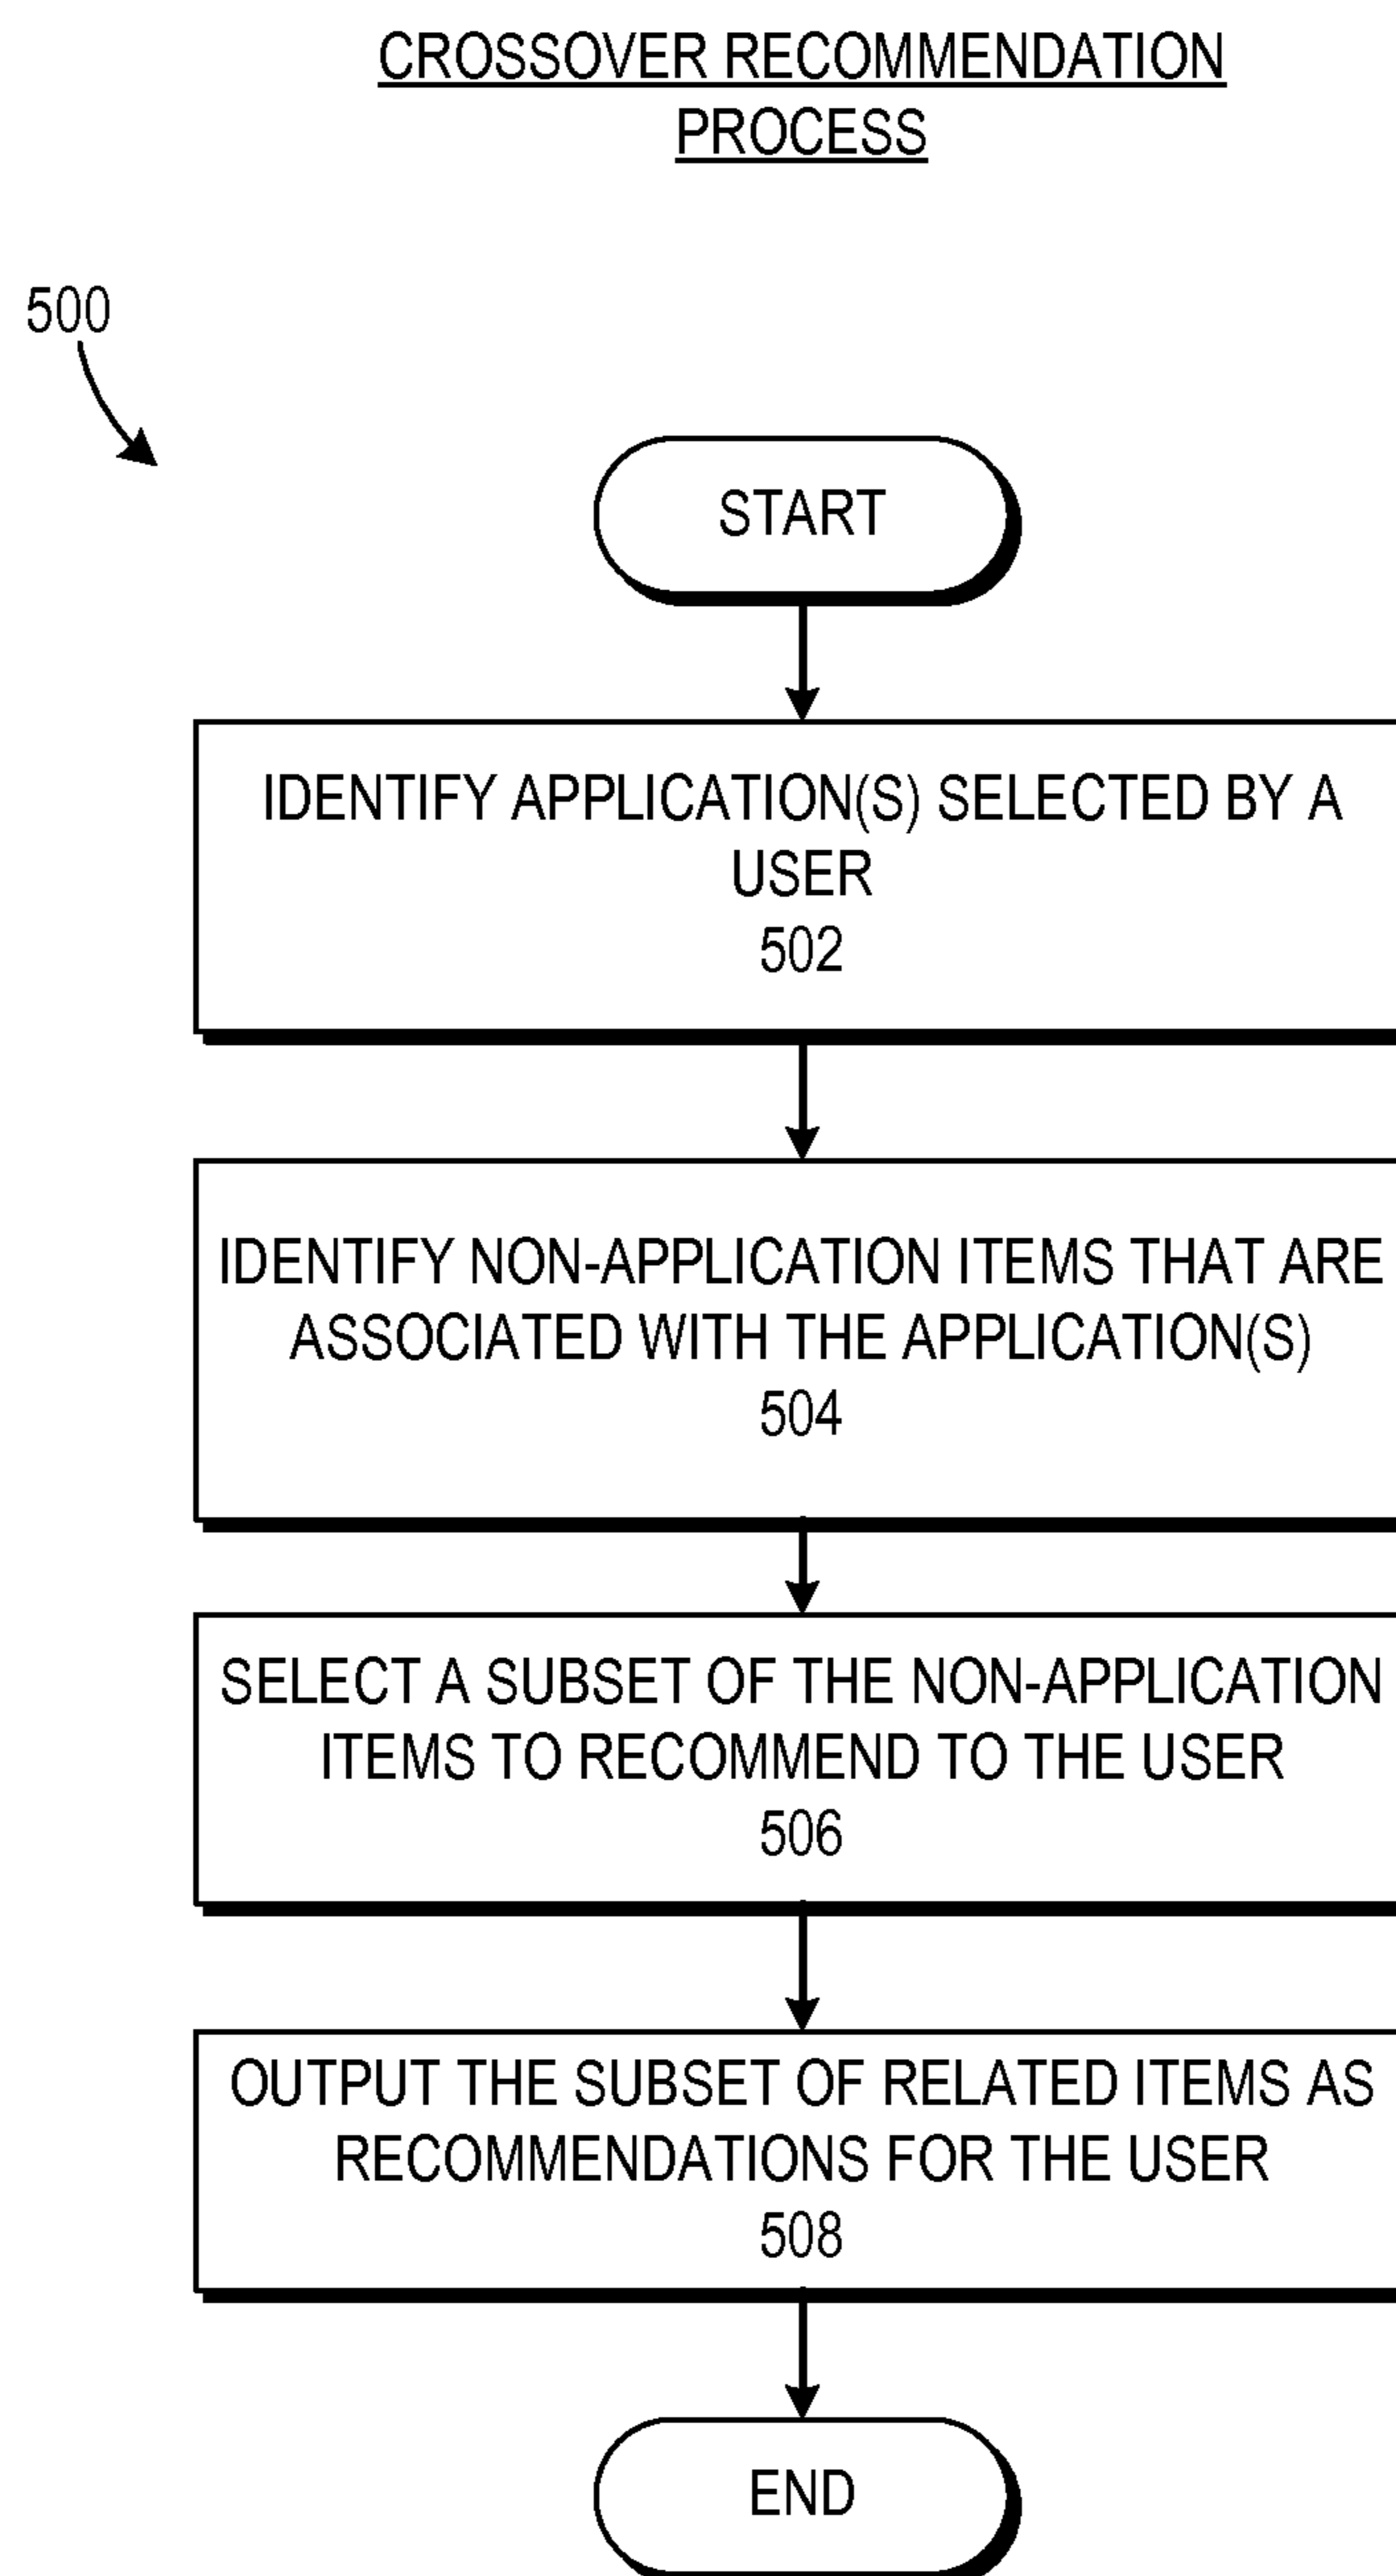 CROSSOVER RECOMMENDATION
PROCESS
500
START
IDENTIFY APPLICATION(S) SELECTED BY A
USER
502
IDENTIFY NON-APPLICATION ITEMS THAT ARE
ASSOCIATED WITH THE APPLICATION(S)
504
SELECT A SUBSET OF THE NON-APPLICATION
ITEMS TO RECOMMEND TO THE USER
506
OUTPUT THE SUBSET OF RELATED ITEMS AS
RECOMMENDATIONS FOR THE USER
508
END